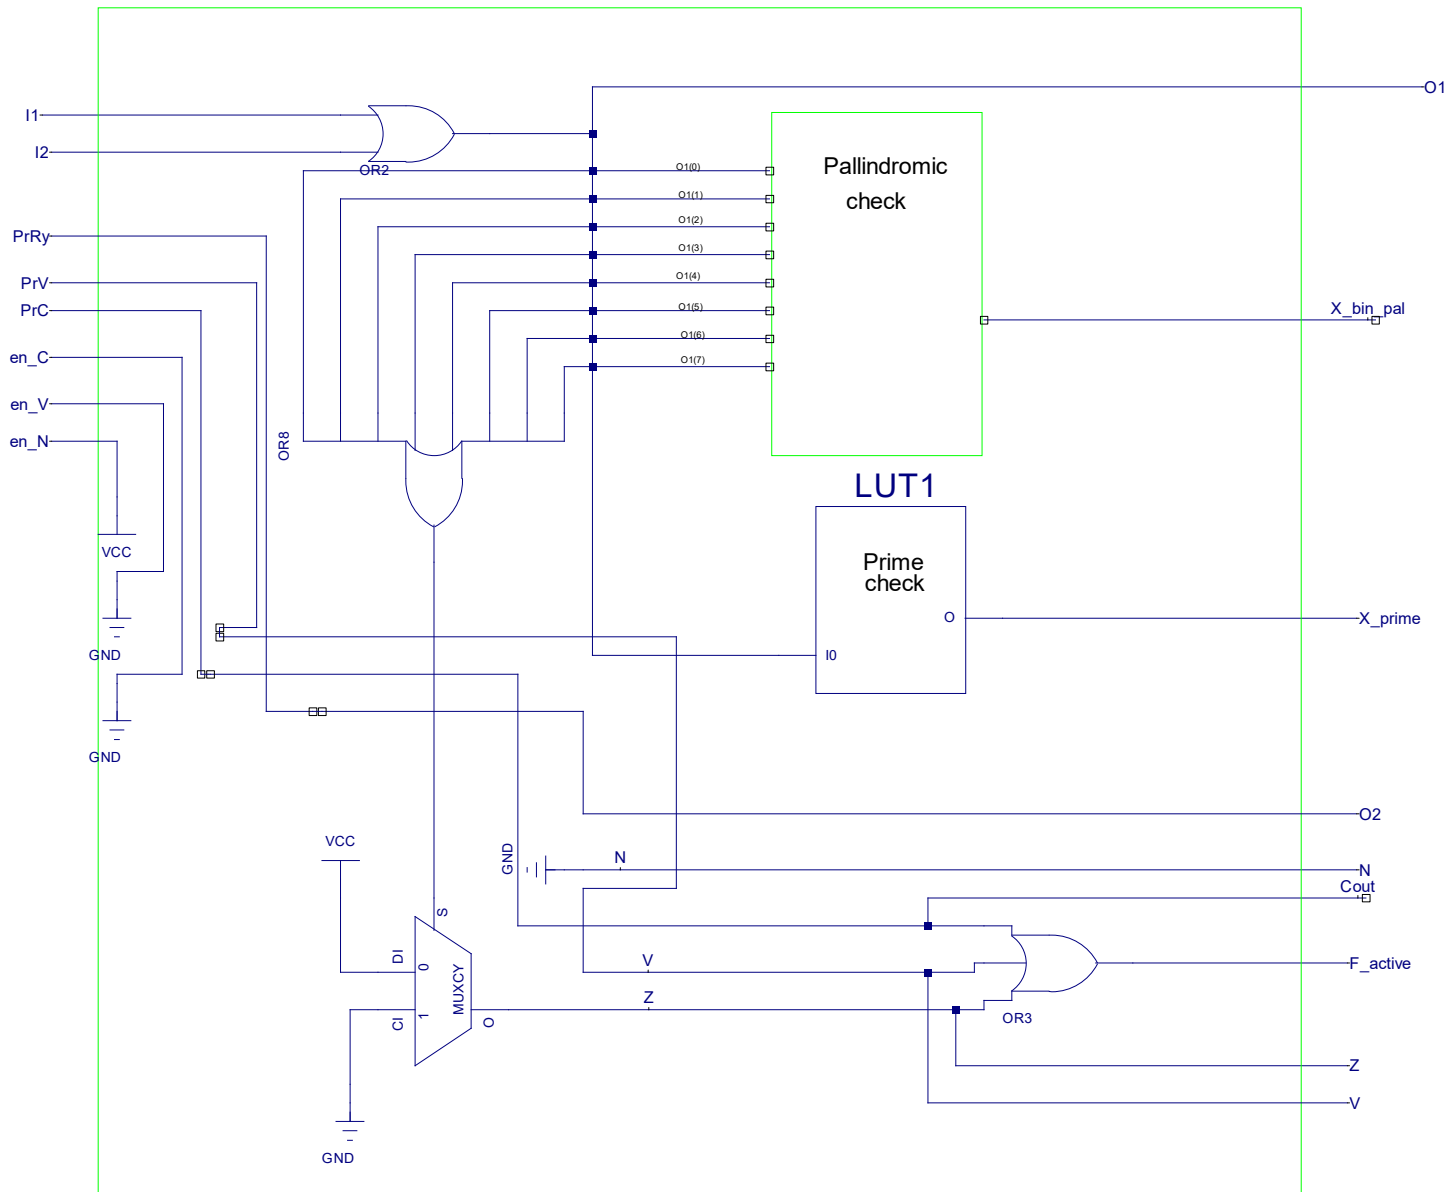 O1
I1
I2
OR2
O1(0)
O1(1)
O1(2)
O1(3)
O1(4)
O1(5)
O1(6)
O1(7)
Pallindromic
check
PrRy
PrV
PrC
en_C
en_V
en_N
X_bin_pal
OR8
LUT1
VCC
Prime
check
O
I0
X_prime
GND
GND
O2
VCC
GND
N
N
Cout
S
DI
0
MUXCY
CI
1
O
V
Z
F_active
OR3
Z
V
GND